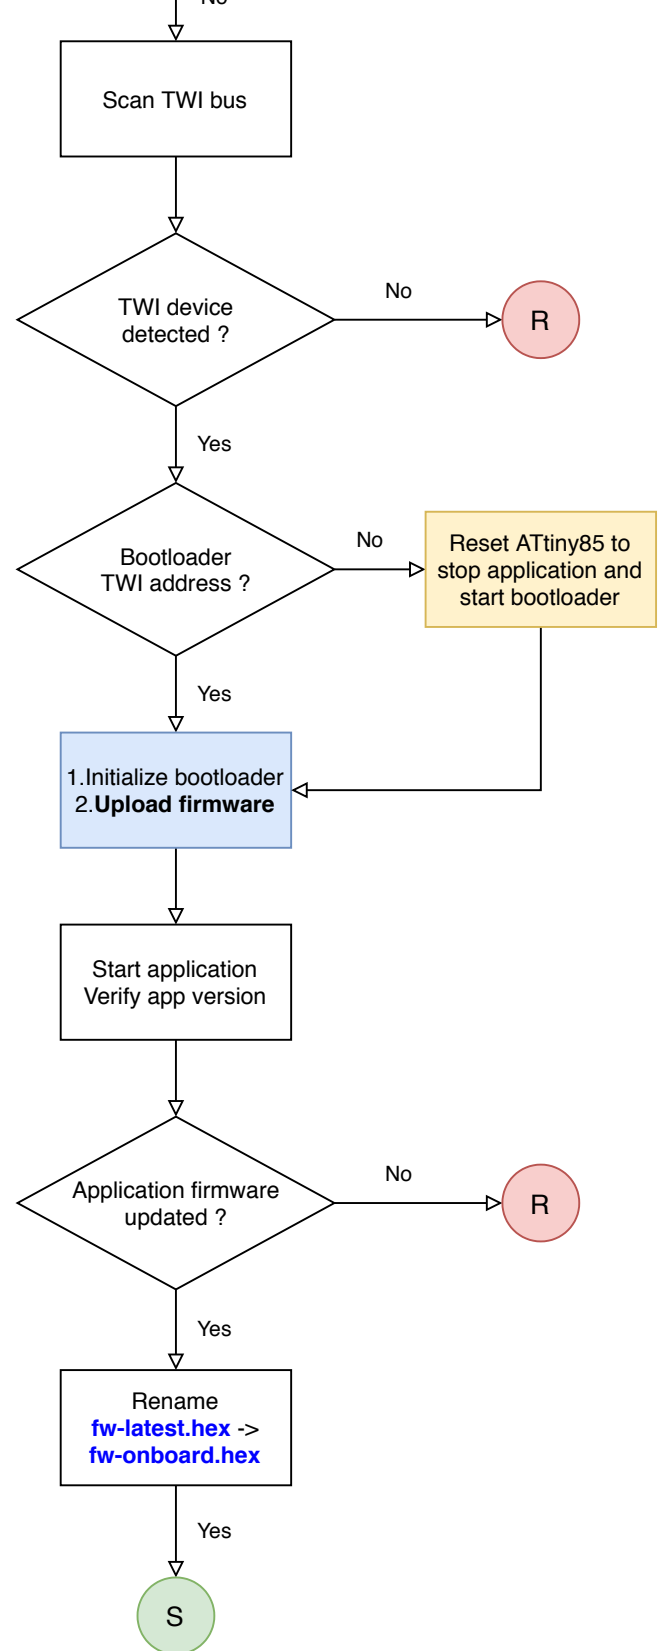 No
Scan TWI bus
TWI device
detected ?
No
R
Yes
Bootloader
TWI address ?
No
Reset ATtiny85 to
stop application and
start bootloader
Yes
1.Initialize bootloader
2.Upload firmware
Start application
Verify app version
Application firmware
updated ?
No
R
Yes
Rename
fw-latest.hex ->
fw-onboard.hex
Yes
S